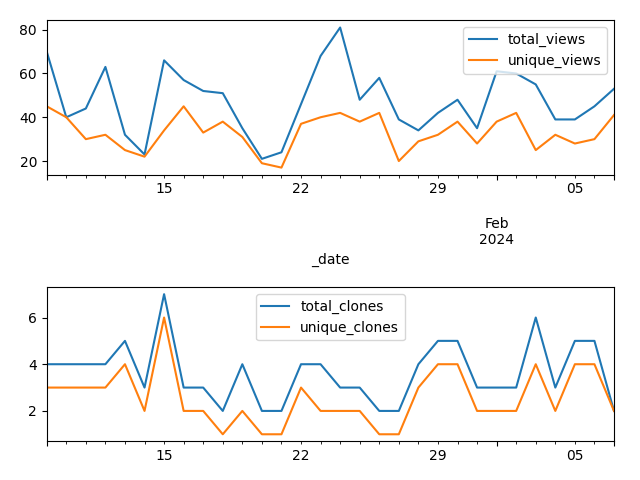 80
60
40
20
total_views
unique_views
15
22
29
05
Feb
2024
_date
6
4
2
total_clones
unique_clones
15
22
29
05